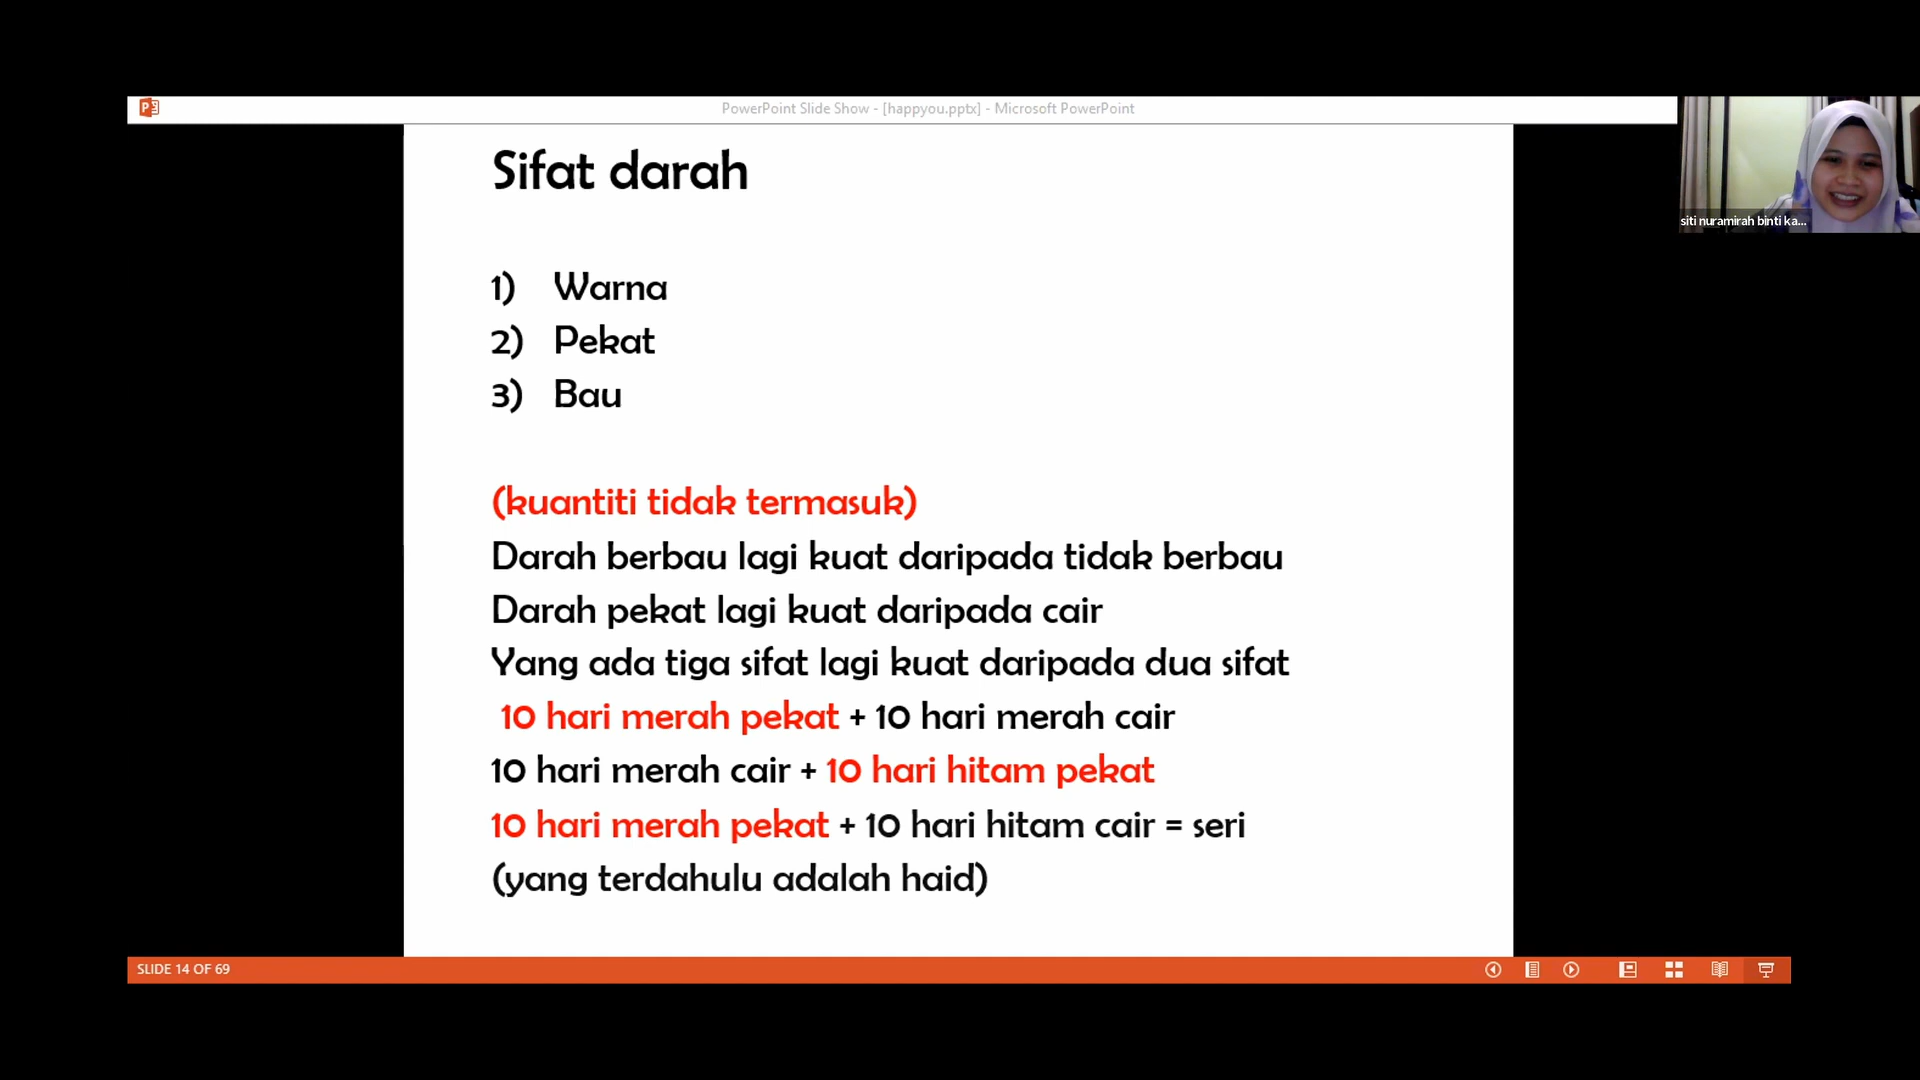 PowerPoint Slide Show - [happyou.pptx] - Microsoft PowerPoint
siti nuramirah binti ka...
Sifat darah
1) Warna
2) Pekat
3) Bau
(kuantiti tidak termasuk)
Darah berbau lagi kuat daripada tidak berbau
Darah pekat lagi kuat daripada cair
Yang ada tiga sifat lagi kuat daripada dua sifat
10 hari merah pekat + 10 hari merah cair
10 hari merah cair + 10 hari hitam pekat
10 hari merah pekat + 10 hari hitam cair = seri
(yang terdahulu adalah haid)
SLIDE 14 OF 69